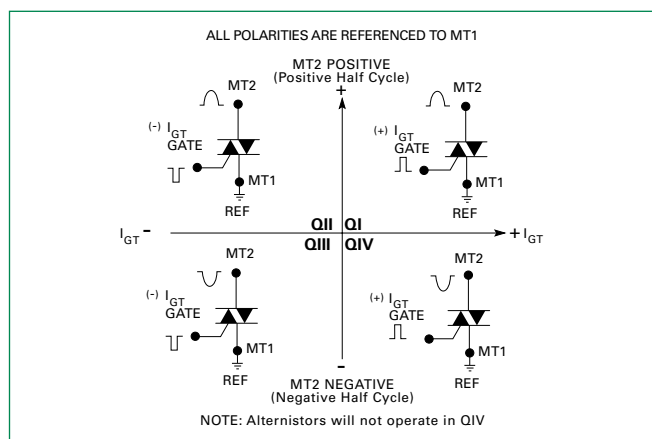 ALL POLARITIES ARE REFERENCED TO MT1
MT2 POSITIVE
(Positive Half Cycle)
+
MT2
(-) IGT
GATE
MT1
REF
MT2
(+) IGT
GATE
MT1
REF
QII QI
IGT -
+ IGT
QIII QIV
MT2
(-) IGT
GATE
MT1
REF
MT2
(+) IGT
GATE
MT1
REF
-
MT2 NEGATIVE
(Negative Half Cycle)
NOTE: Alternistors will not operate in QIV